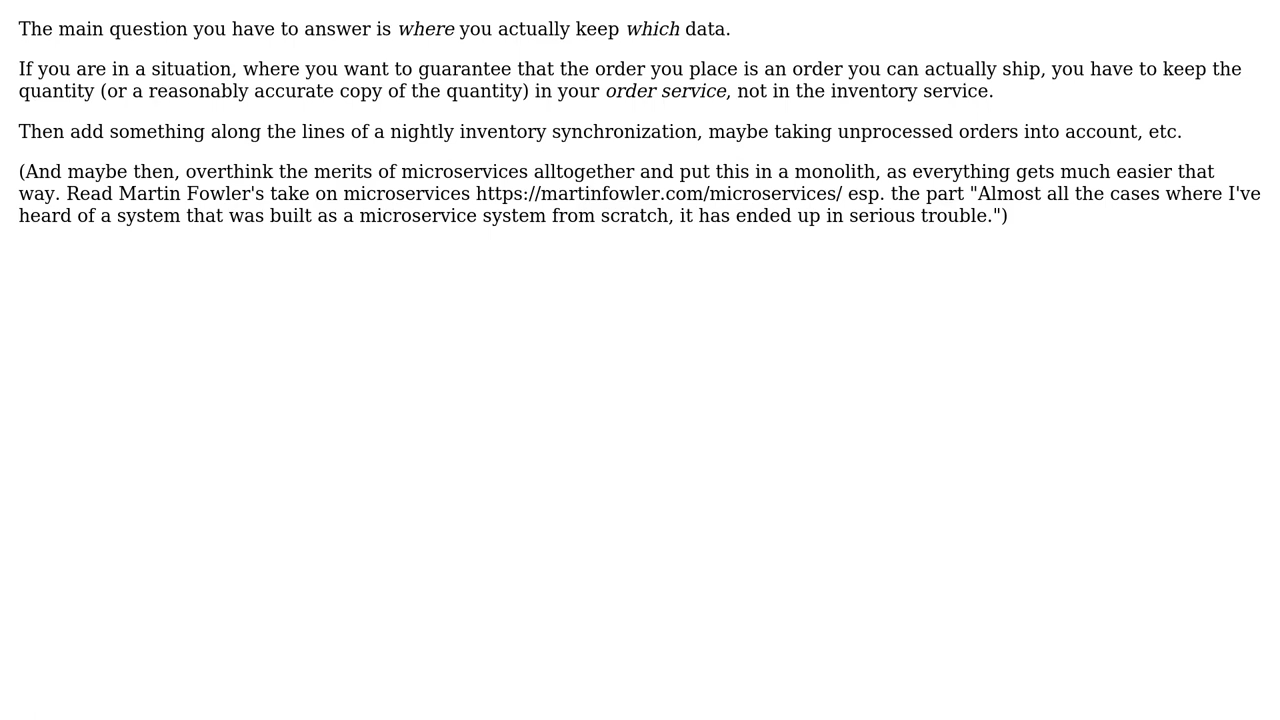 The main question you have to answer is where you actually keep which data.
If you are in a situation, where you want to guarantee that the order you place is an order you can actually ship, you have to keep the
quantity (or a reasonably accurate copy of the quantity) in your order service, not in the inventory service.
Then add something along the lines of a nightly inventory synchronization, maybe taking unprocessed orders into account, etc.
(And maybe then, overthink the merits of microservices alltogether and put this in a monolith, as everything gets much easier that
way. Read Martin Fowler's take on microservices https://martinfowler.com/microservices/ esp. the part "Almost all the cases where I've
heard of a system that was built as a microservice system from scratch, it has ended up in serious trouble.")